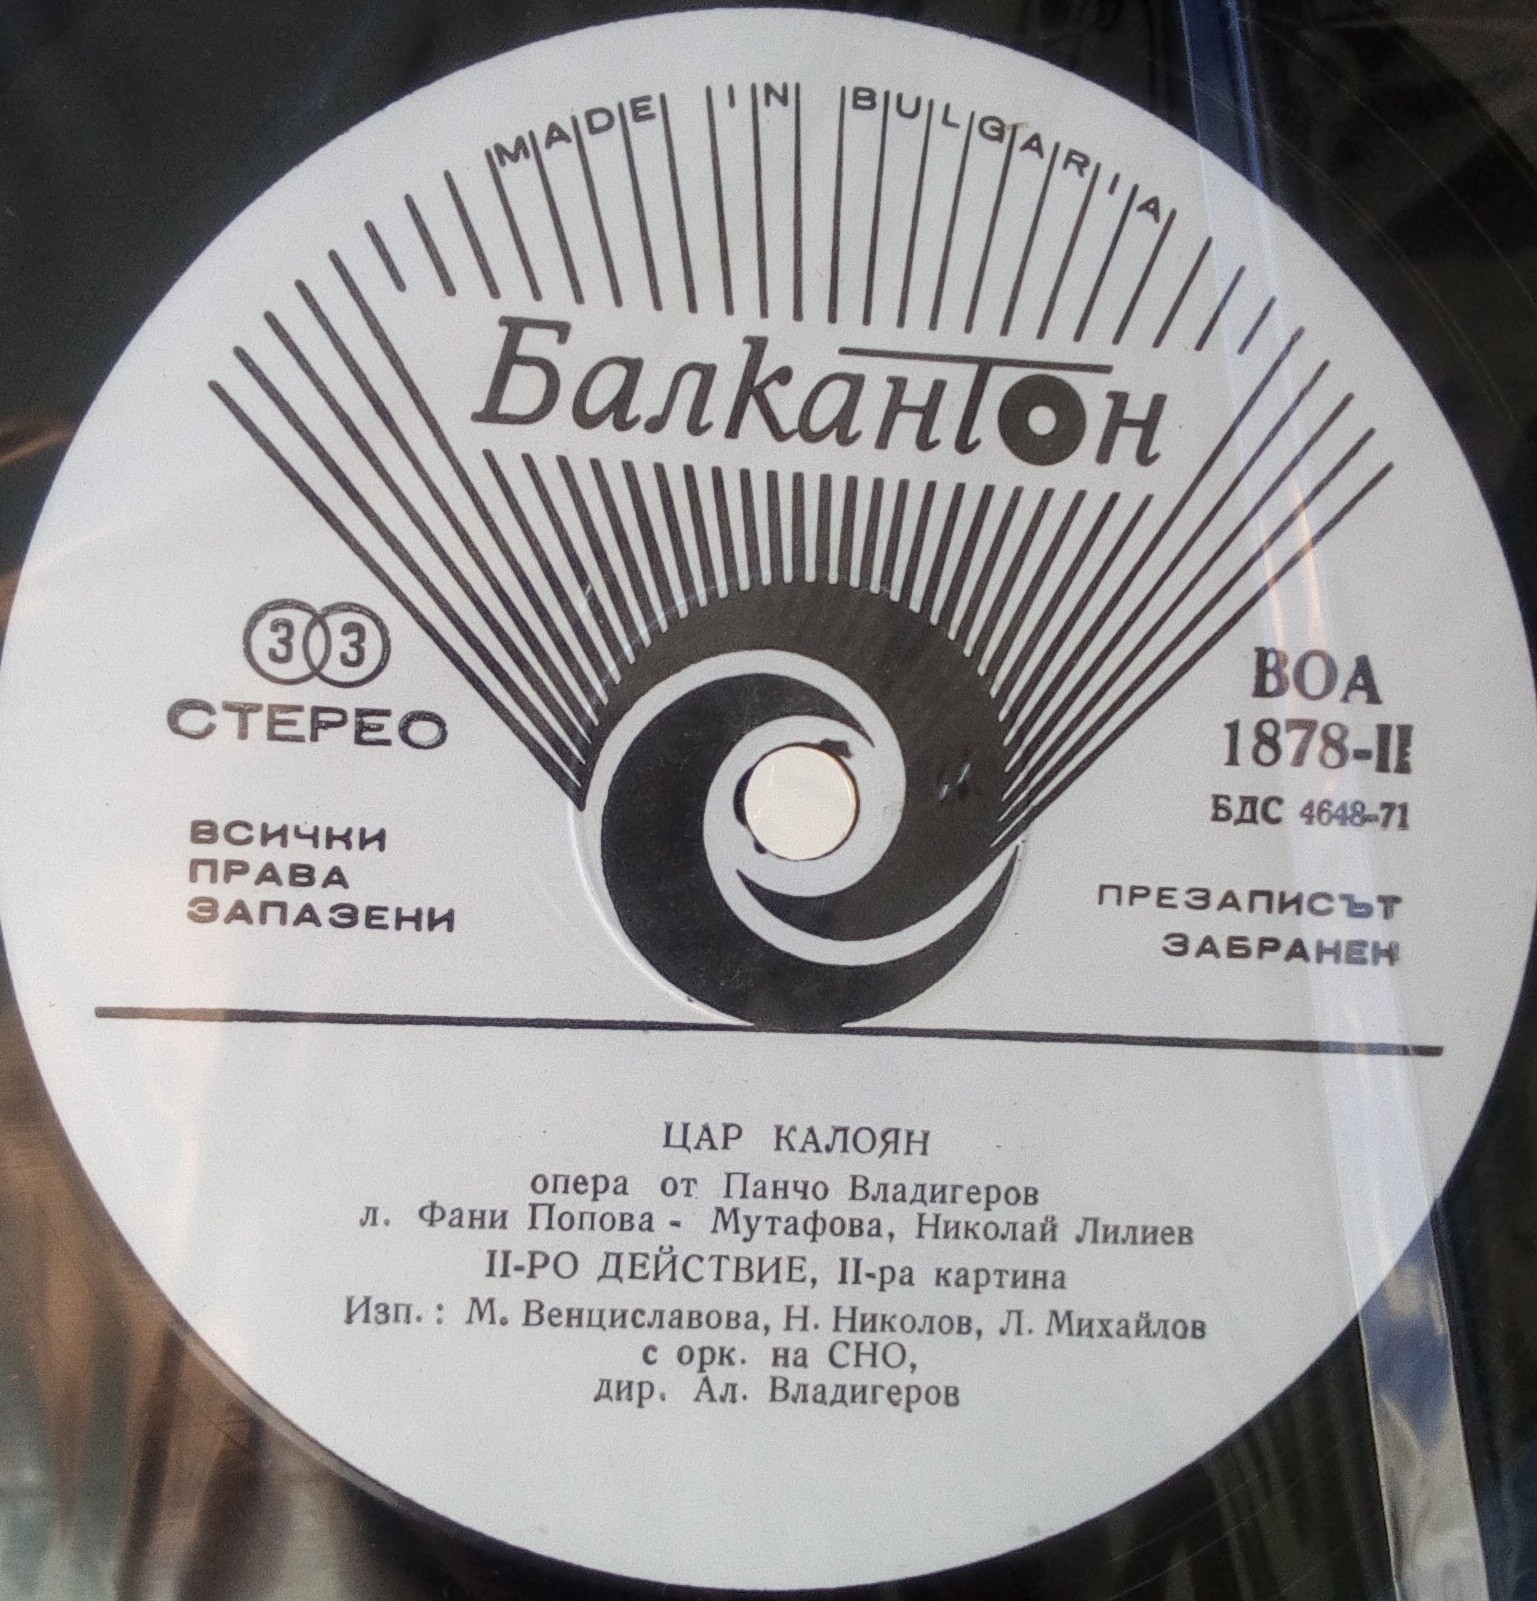 MADE IN BULGARIA
Балкантон
33
СТЕРЕО
ВСИЧКИ
ПРАВА
ЗАПАЗЕНИ
ВОА
1878-II
БДС 4648-71
ПРЕЗАПИСЪТ
ЗАБРАНЕН
ЦАР КАЛОЯН
опера от Панчо Владигеров
л. Фани Попова - Мутафова, Николай Лилиев
II-РО ДЕЙСТВИЕ, II-ра картина
Изп. : М. Венциславова, Н. Николов, Л. Михайлов
с орк. на СНО,
дир. Ал. Владигеров